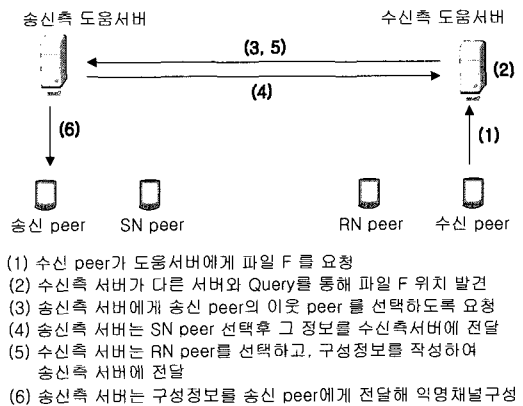 송신측 도움서버 수신측 도움서버
(3, 5)
(2)
(4)
(6) (1)
송신 peer SN peer RN peer 수신 peer
(1) 수신 peer가 도움서버에게 파일 F 를 요청
(2) 수신측 서버가 다른 서버와 Query를 통해 파일 F 위치 발견
(3) 송신측 서버에게 송신 peer의 이웃 peer 를 선택하도록 요청
(4) 송신측 서버는 SN peer 선택후 그 정보를 수신측서버에 전달
(5) 수신측 서버는 RN peer를 선택하고, 구성정보를 작성하여
송신측 서버에 전달
(6) 송신측 서버는 구성정보를 송신 peer에게 전달해 익명채널구성